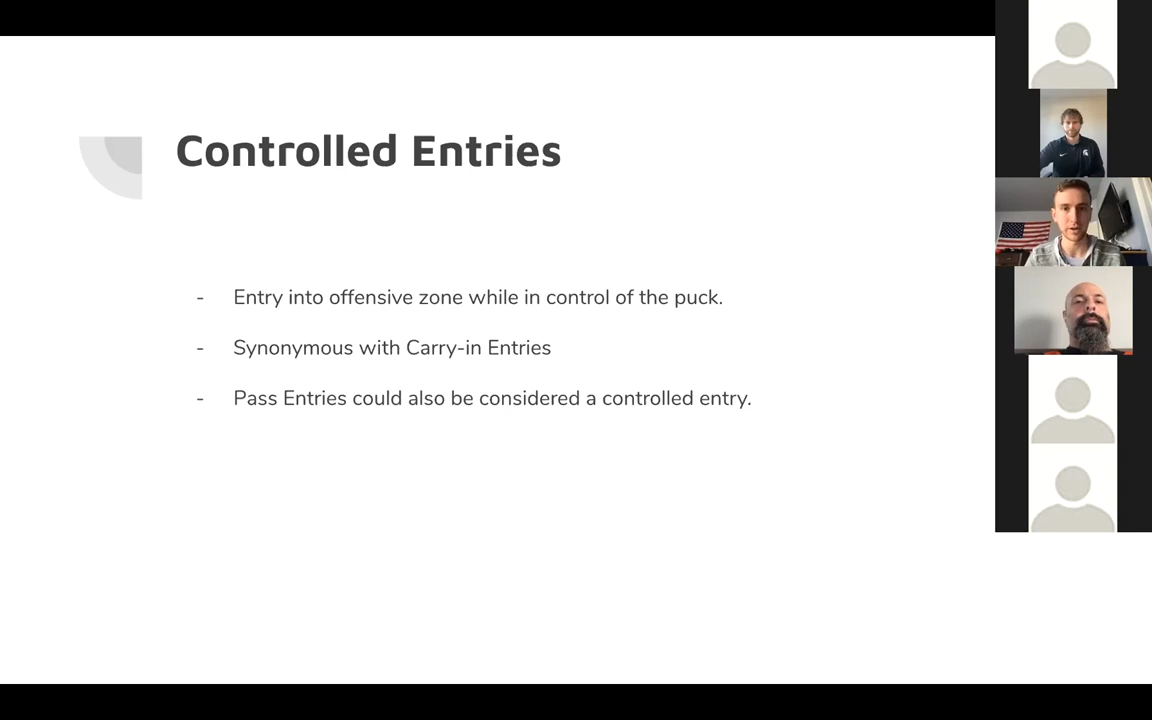 Controlled Entries
- Entry into offensive zone while in control of the puck.
- Synonymous with Carry-in Entries
- Pass Entries could also be considered a controlled entry.